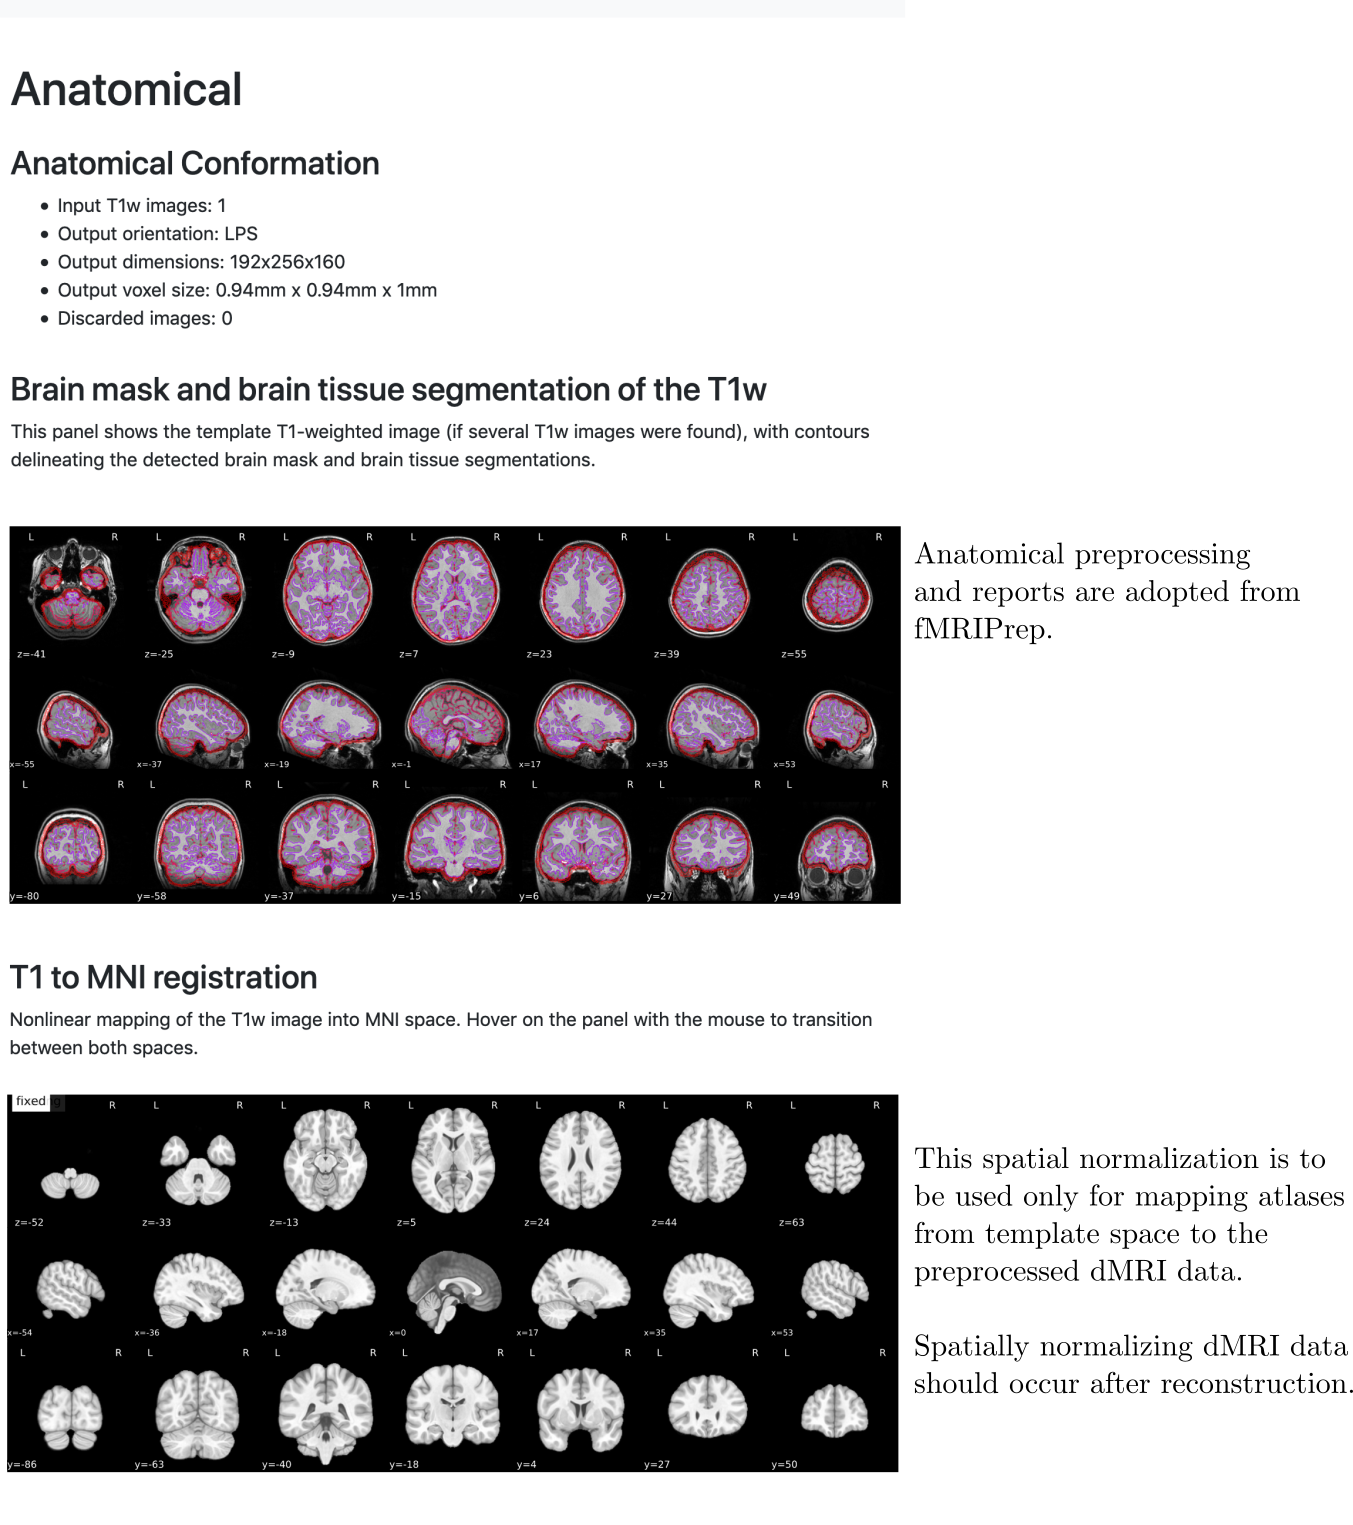 Anatomical
Anatomical Conformation
• Input T1w images: 1
• Output orientation: LPS
• Output dimensions: 192x256x160
• Output voxel size: 0.94mm x 0.94mm x 1mm
• Discarded images: 0
Brain mask and brain tissue segmentation of the T1w
This panel shows the template T1-weighted image (if several T1w images were found), with contours
delineating the detected brain mask and brain tissue segmentations.
L R L R L R L R L R L R L R
z=-41 z=-25 z=-9 z=7 z=23 z=39 z=55
x=-55 x=-37 x=-19 x=-1 x=17 x=35 x=53
L R L R L R L R L R L R L R
y=-80 y=-58 y=-37 y=-15 y=6 y=27 y=49
Anatomical preprocessing
and reports are adopted from
fMRIPrep.
T1 to MNI registration
Nonlinear mapping of the T1w image into MNI space. Hover on the panel with the mouse to transition
between both spaces.
fixed
R L R L R L R L R L R L R
z=-52 z=-33 z=-13 z=5 z=24 z=44 z=63
x=-54 x=-36 x=-18 x=0 x=17 x=35 x=53
L R L R L R L R L R L R L R
y=-86 y=-63 y=-40 y=-18 y=4 y=27 y=50
This spatial normalization is to
be used only for mapping atlases
from template space to the
preprocessed dMRI data.
Spatially normalizing dMRI data
should occur after reconstruction.